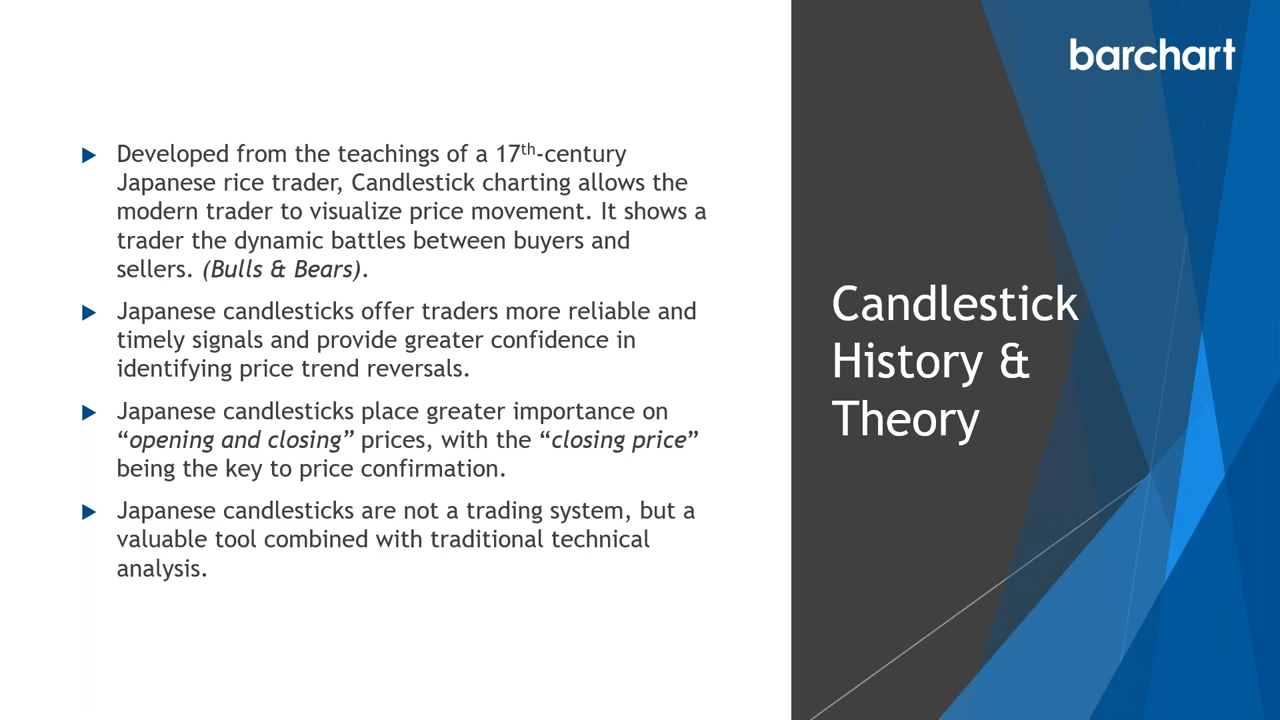 barchart
Developed from the teachings of a 17th-century
Japanese rice trader, Candlestick charting allows the
modern trader to visualize price movement. It shows a
trader the dynamic battles between buyers and
sellers. (Bulls & Bears).
Japanese candlesticks offer traders more reliable and
timely signals and provide greater confidence in
identifying price trend reversals.
Japanese candlesticks place greater importance on
“opening and closing” prices, with the “closing price”
being the key to price confirmation.
Japanese candlesticks are not a trading system, but a
valuable tool combined with traditional technical
analysis.
Candlestick
History &
Theory